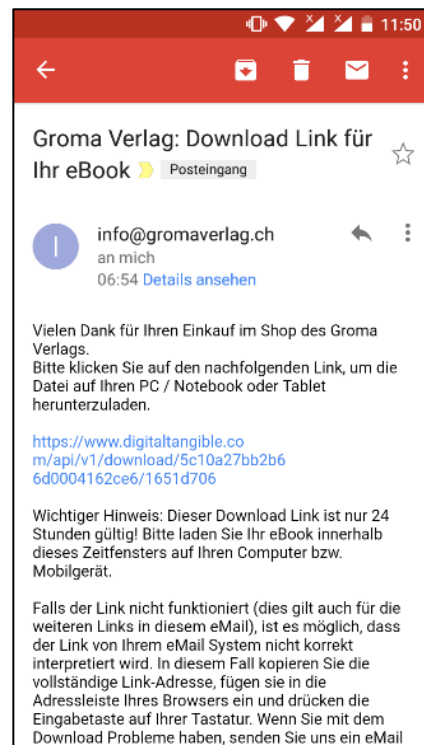 11:50
Groma Verlag: Download Link für
Ihr eBook Posteingang
I
info@gromaverlag.ch
an mich
06:54 Details ansehen
Vielen Dank für Ihren Einkauf im Shop des Groma
Verlags.
Bitte klicken Sie auf den nachfolgenden Link, um die
Datei auf Ihren PC / Notebook oder Tablet
herunterzuladen.
https://www.digitaltangible.co
m/api/v1/download/5c10a27bb2b6
6d0004162ce6/1651d706
Wichtiger Hinweis: Dieser Download Link ist nur 24
Stunden gültig! Bitte laden Sie Ihr eBook innerhalb
dieses Zeitfensters auf Ihren Computer bzw.
Mobilgerät.
Falls der Link nicht funktioniert (dies gilt auch für die
weiteren Links in diesem eMail), ist es möglich, dass
der Link von Ihrem eMail System nicht korrekt
interpretiert wird. In diesem Fall kopieren Sie die
vollständige Link-Adresse, fügen sie in die
Adressleiste Ihres Browsers ein und drücken die
Eingabetaste auf Ihrer Tastatur. Wenn Sie mit dem
Download Probleme haben, senden Sie uns ein eMail